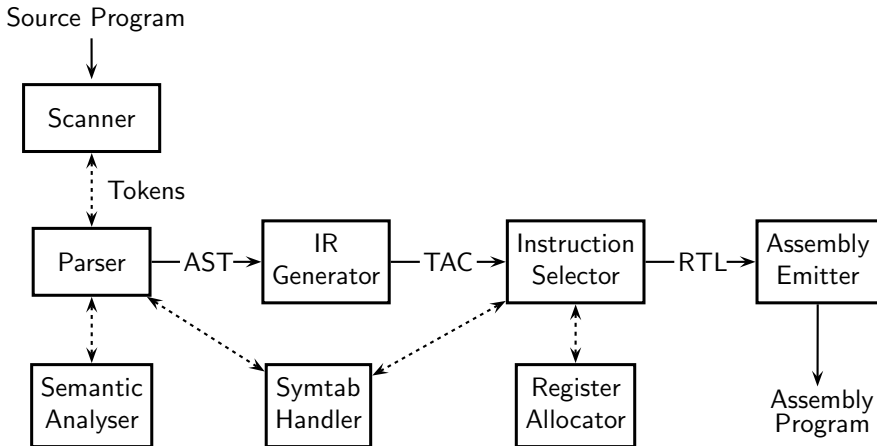 Source Program
Scanner
Tokens
Parser
AST
IR
Generator
TAC
Instruction
Selector
RTL
Assembly
Emitter
Semantic
Analyser
Symtab
Handler
Register
Allocator
Assembly
Program